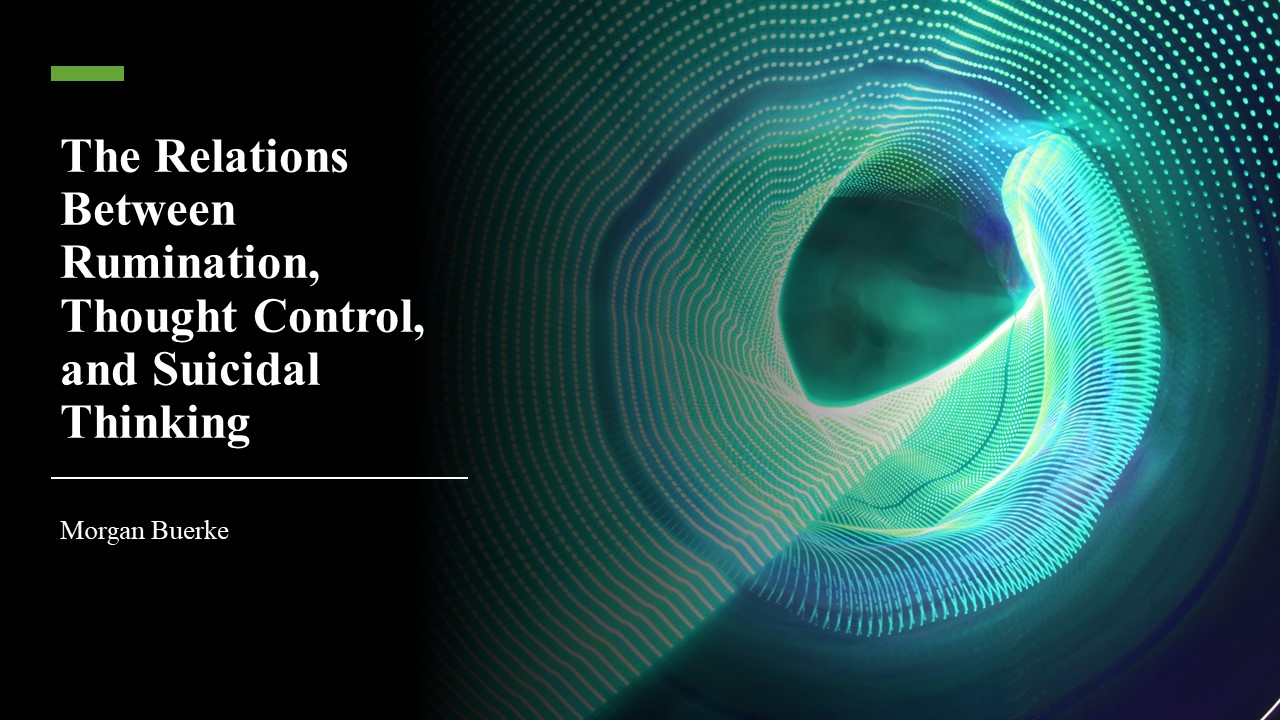 The Relations
Between
Rumination,
Thought Control,
and Suicidal
Thinking
Morgan Buerke